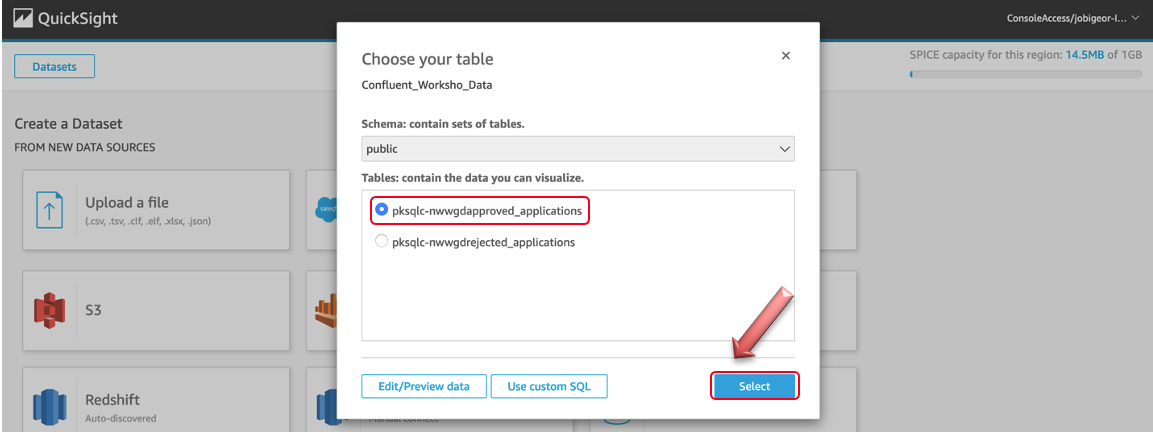 QuickSight
ConsoleAccess/jobigeor-I...
Datasets
SPICE capacity for this region: 14.5MB of 1GB
Choose your table
Confluent_Worksho_Data
Schema: contain sets of tables.
public
Tables: contain the data you can visualize.
pksqlc-nwwgdapproved_applications
pksqlc-nwwgdrejected_applications
Edit/Preview data
Use custom SQL
Select
Create a Dataset
FROM NEW DATA SOURCES
Upload a file
(.csv, .tsv, .clf, .elf, .xlsx, .json)
S3
Redshift
Auto-discovered
Manual connect